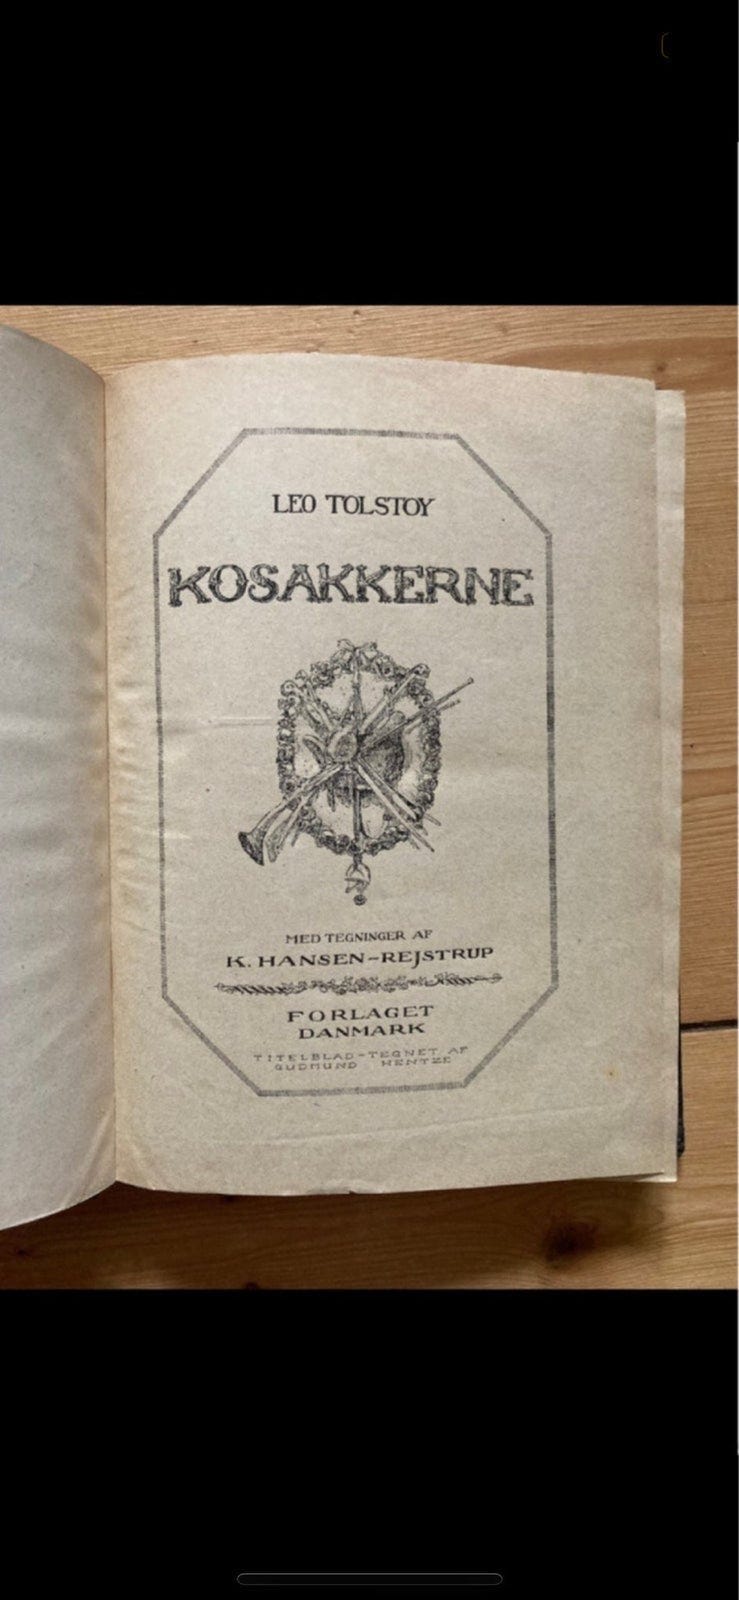 LEO TOLSTOY
KOSAKKERNE
MED TEGNINGER AF
K. HANSEN-REJSTRUP
FORLAGET
DANMARK
TITELBLAD-TEGNET AF
GUDMUND HENTZE